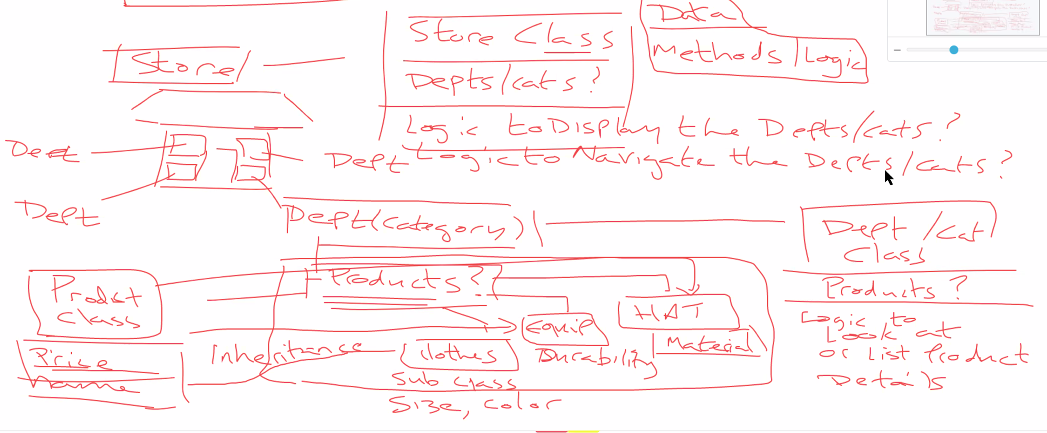 Data
Store Class
Methods | Logic
Store
Depts/cats ?
Logic to Display the Depts/cats ?
Dept
Dept
Logic to Navigate the Depts/cats ?
Dept
Dept(category)
Dept /cat
Class
Products ?
Prodct
Class
Products ?
HAT
Equip
Logic to
Look at
or List Product
Details
Price
name
Inheritance
clothes
Durability
Material
Sub class
Size, color